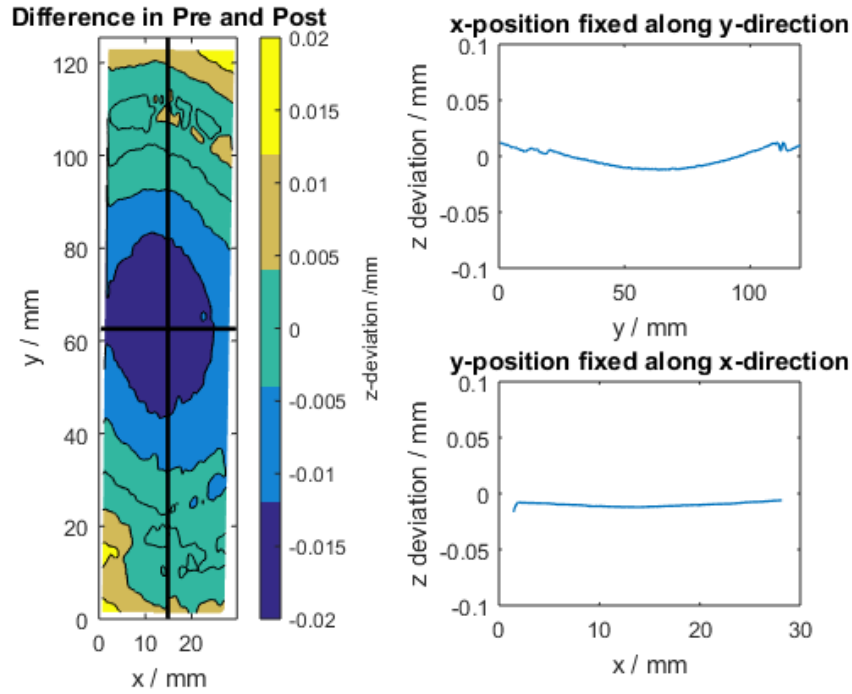 Difference in Pre and Post
120
100
80
60
40
20
0
0 10 20
x / mm
y / mm
0.02
0.015
0.01
0.005
0
-0.005
-0.01
-0.015
-0.02
z-deviation /mm
x-position fixed along y-direction
0.1
0.05
0
-0.05
-0.1
z deviation / mm
0 50 100
y / mm
y-position fixed along x-direction
0.1
0.05
0
-0.05
-0.1
z deviation / mm
0 10 20 30
x / mm